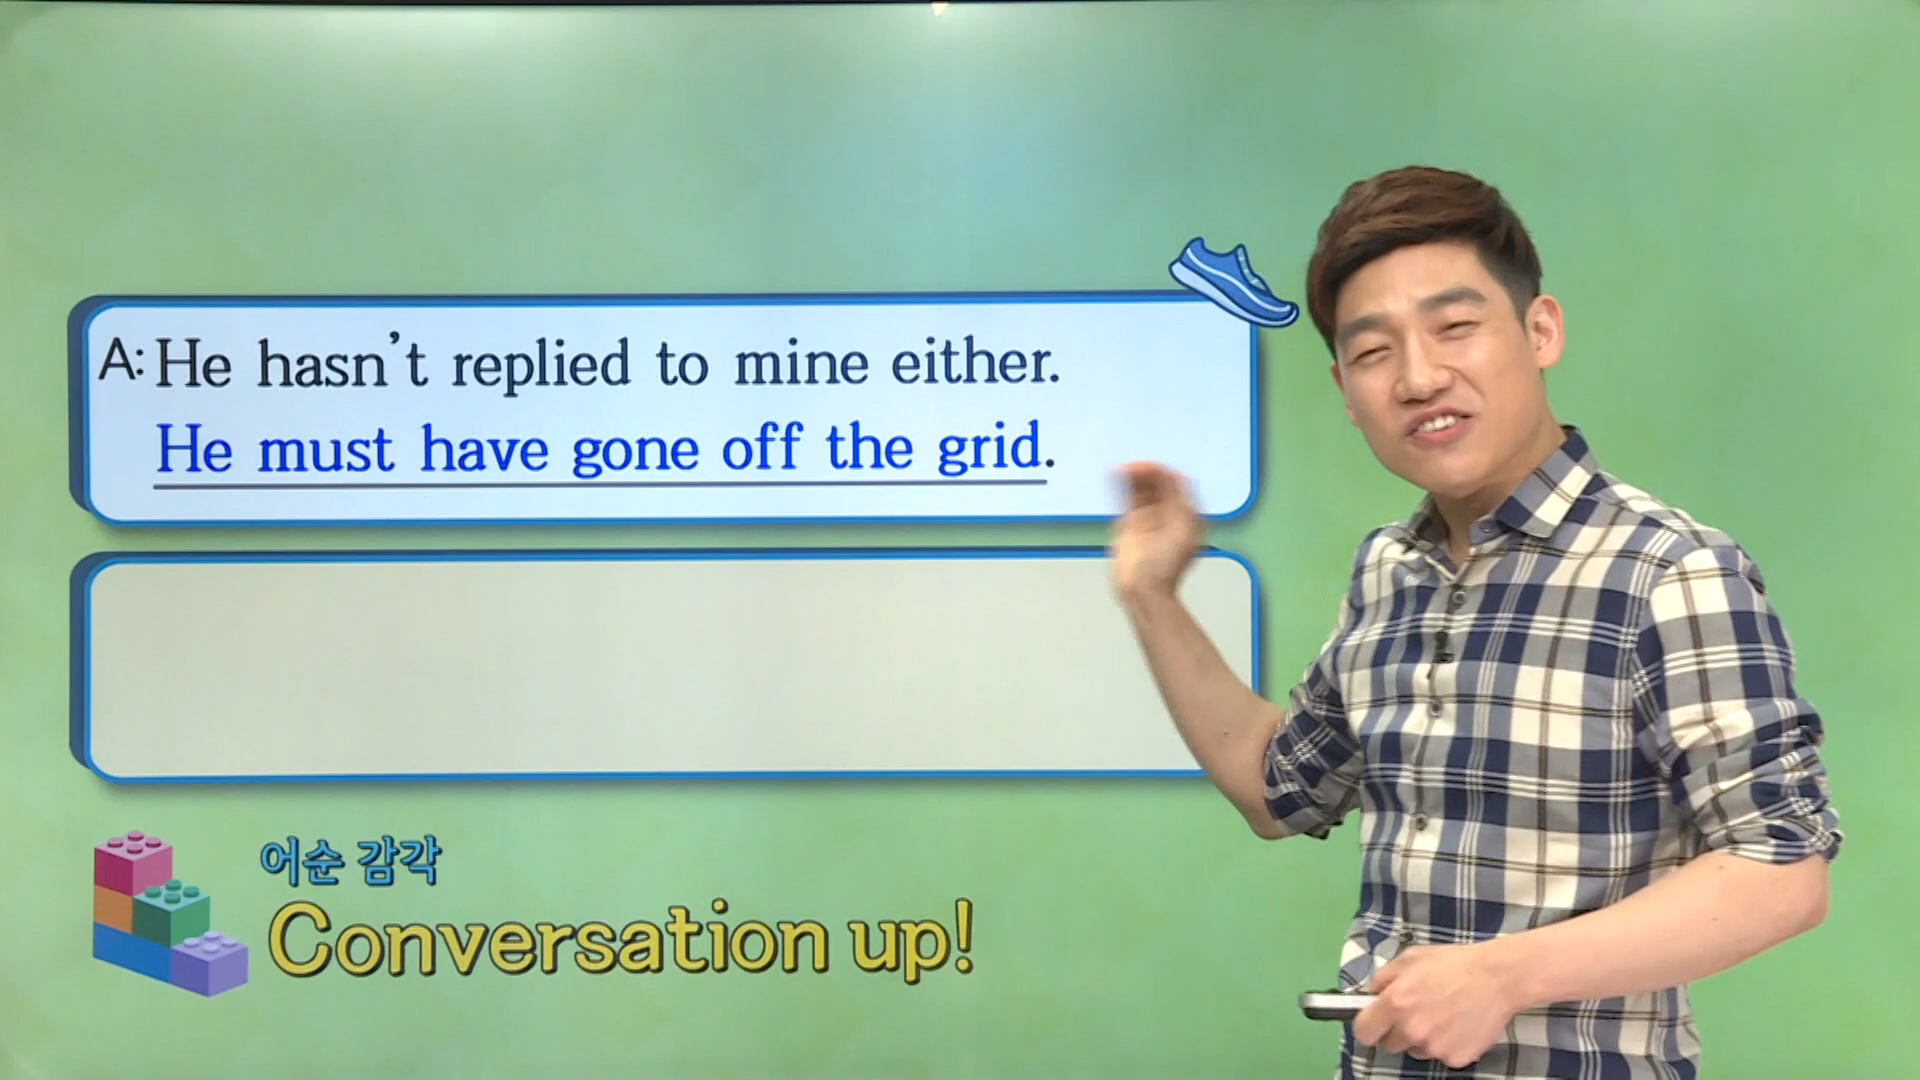 A: He hasn't replied to mine either.
He must have gone off the grid.
어순 감각
Conversation up!